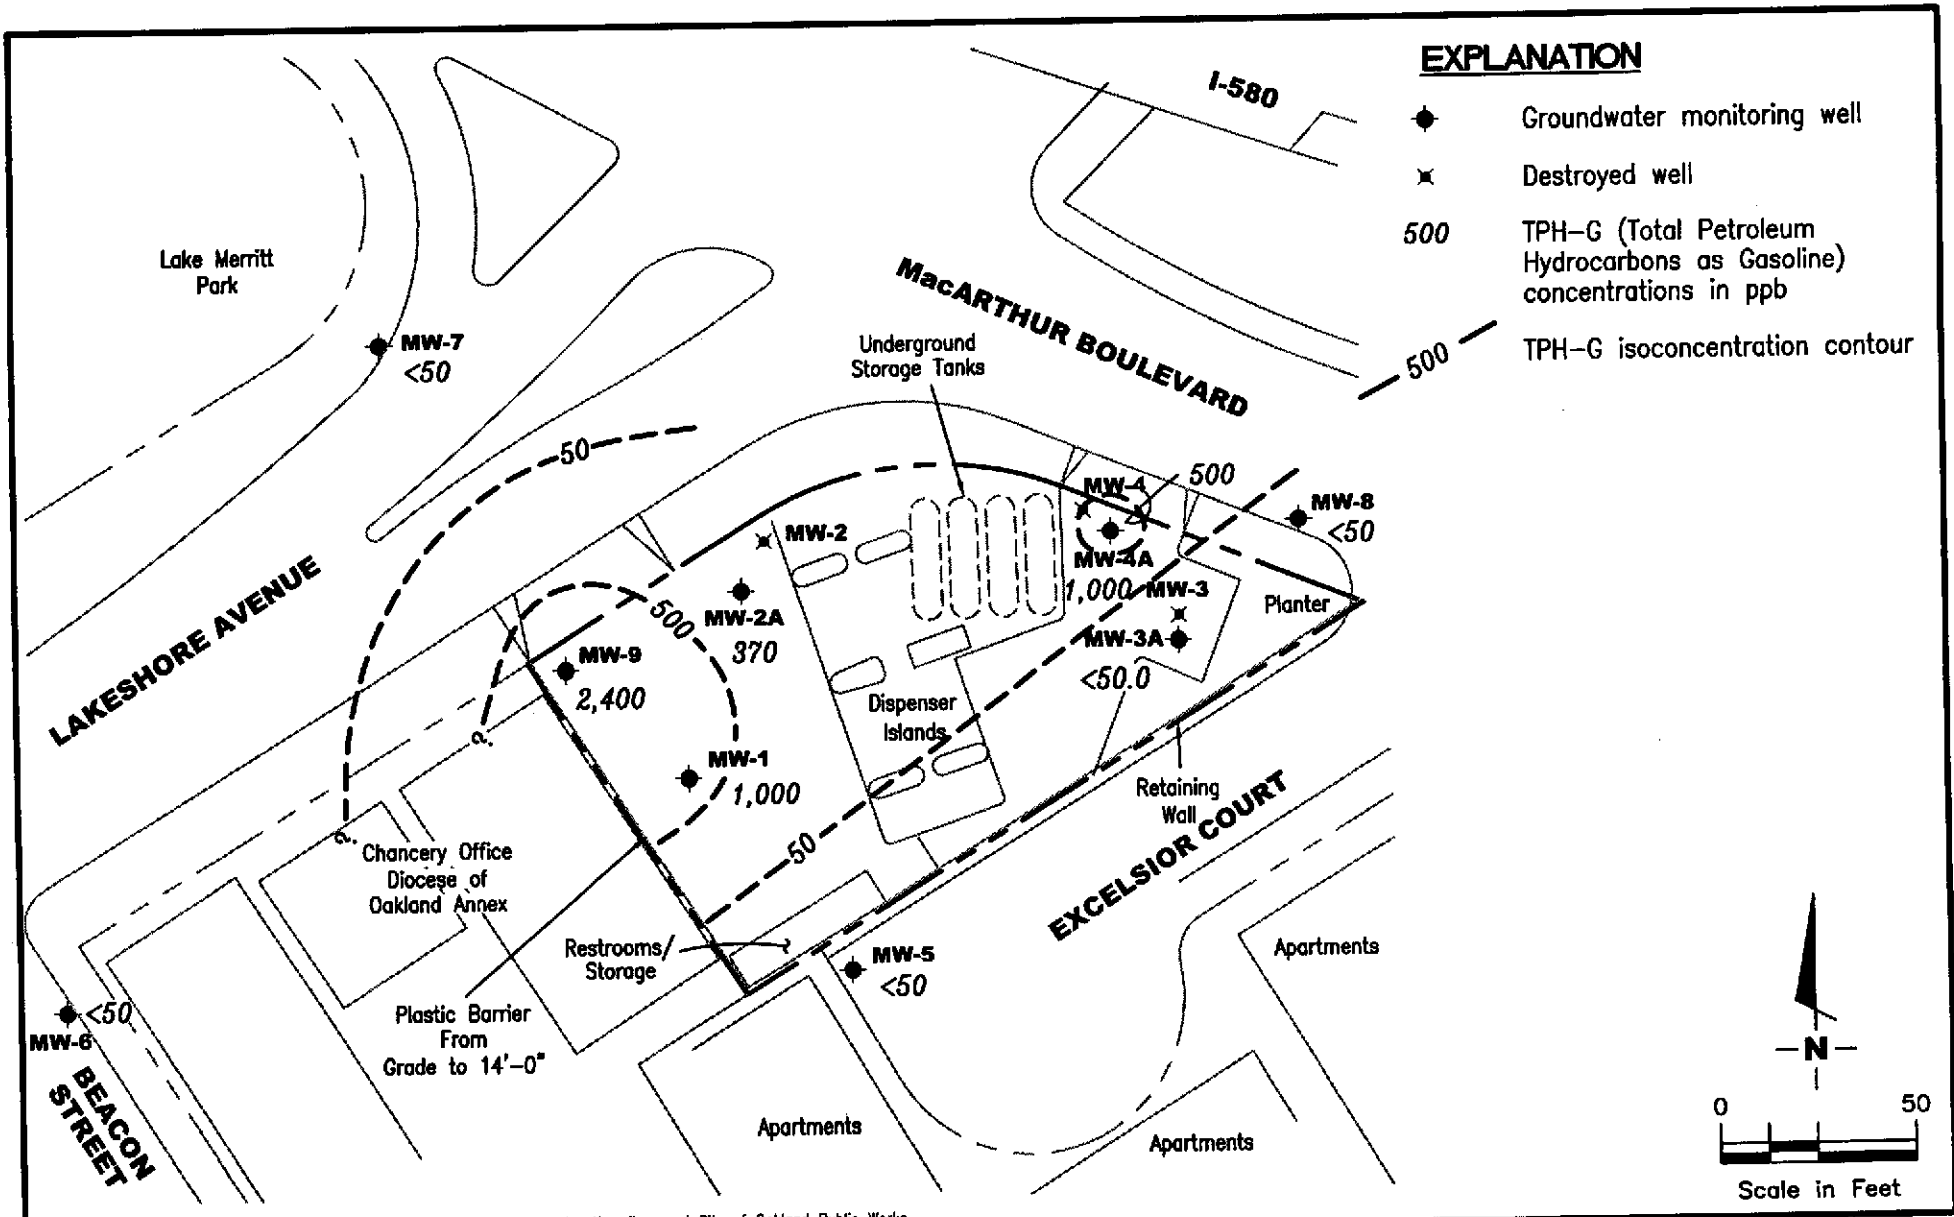 EXPLANATION
Groundwater monitoring well
Destroyed well
500
TPH-G (Total Petroleum
Hydrocarbons as Gasoline)
concentrations in ppb
500
TPH-G isoconcentration contour
I-580
Lake Merritt
Park
MW-7
<50
MacARTHUR BOULEVARD
Underground
Storage Tanks
50
MW-4
500
MW-8
<50
MW-2
MW-4A
1,000
MW-3
Planter
LAKESHORE AVENUE
500
MW-2A
370
MW-9
2,400
MW-3A
<50.0
Dispenser
Islands
?
MW-1
1,000
Retaining
Wall
?
50
Chancery Office
Diocese of
Oakland Annex
EXCELSIOR COURT
Restrooms/
Storage
MW-5
<50
Apartments
<50
MW-6
Plastic Barrier
From
Grade to 14'-0"
BEACON
STREET
Apartments
Apartments
N
0 50
Scale in Feet